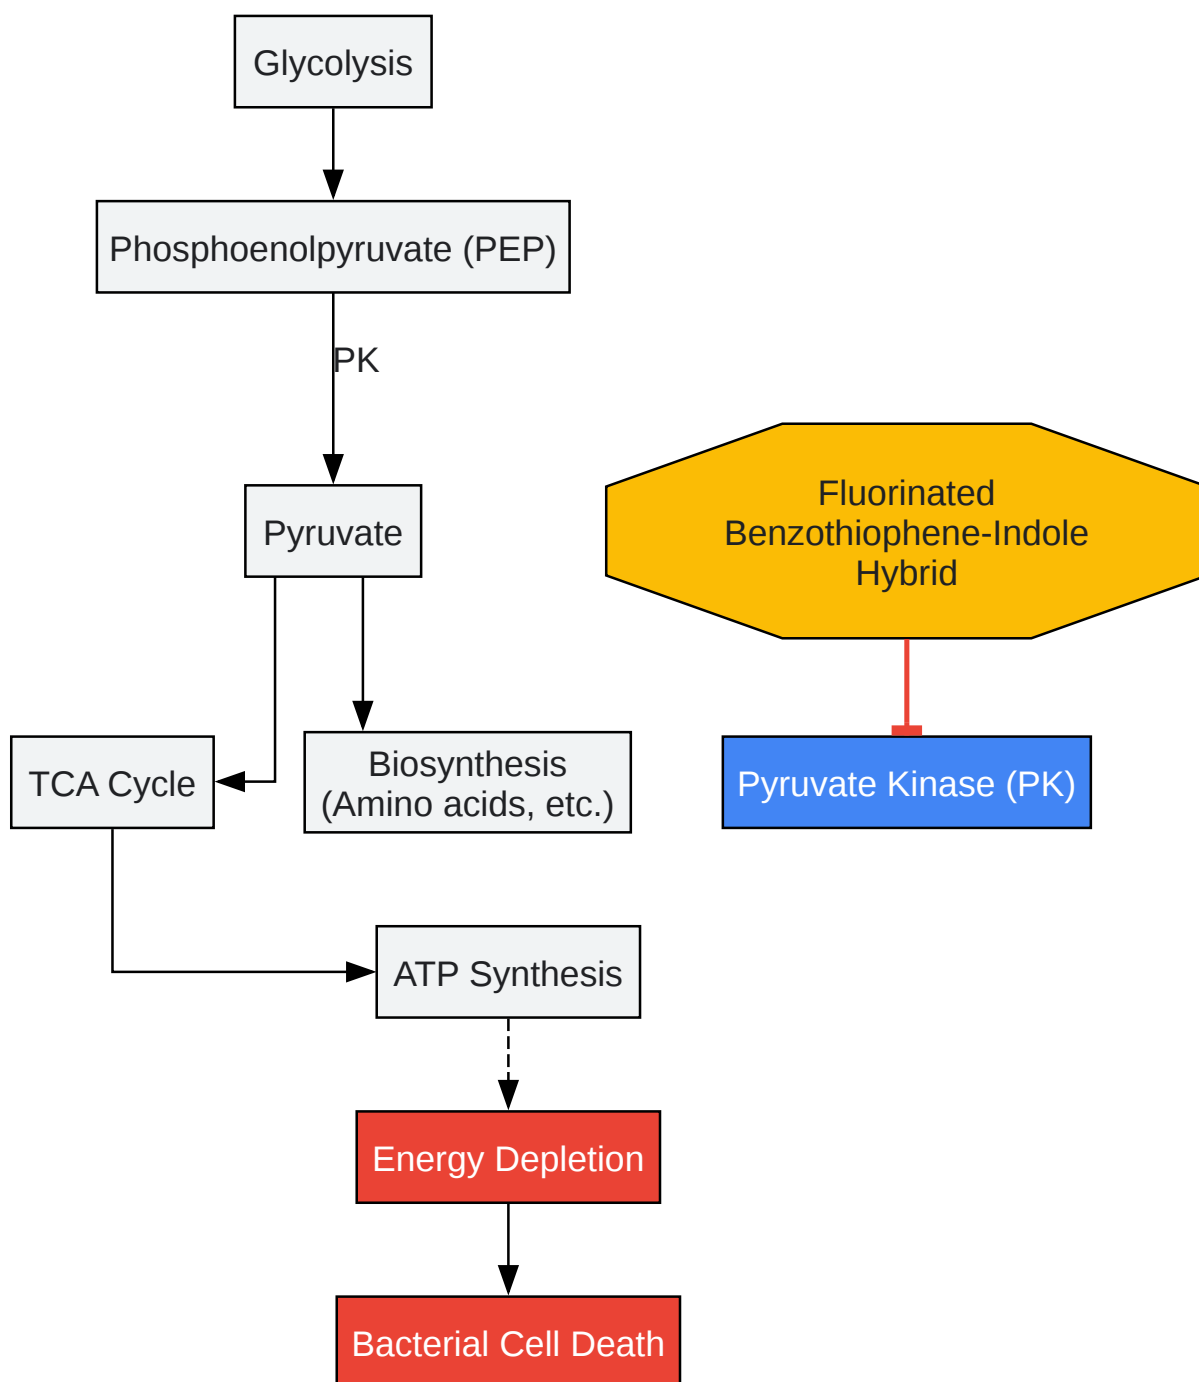 Glycolysis
Phosphoenolpyruvate (PEP)
PK
Pyruvate
Fluorinated
Benzothiophene-Indole
Hybrid
TCA Cycle
Biosynthesis
(Amino acids, etc.)
Pyruvate Kinase (PK)
ATP Synthesis
Energy Depletion
Bacterial Cell Death